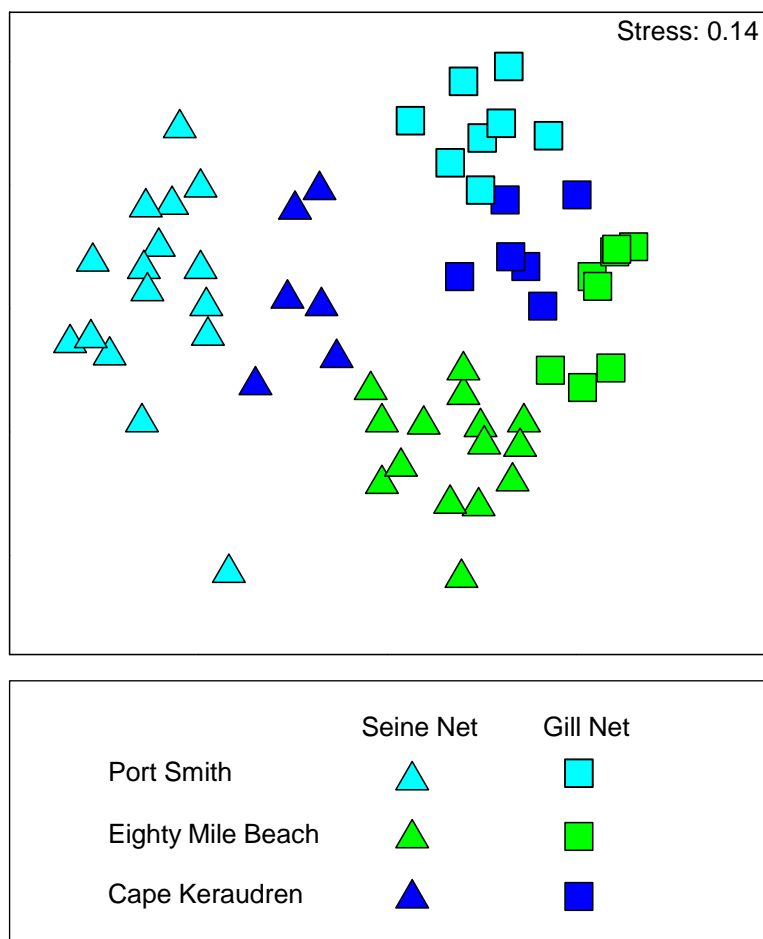 Stress: 0.14
Seine Net Gill Net
Port Smith
Eighty Mile Beach
Cape Keraudren